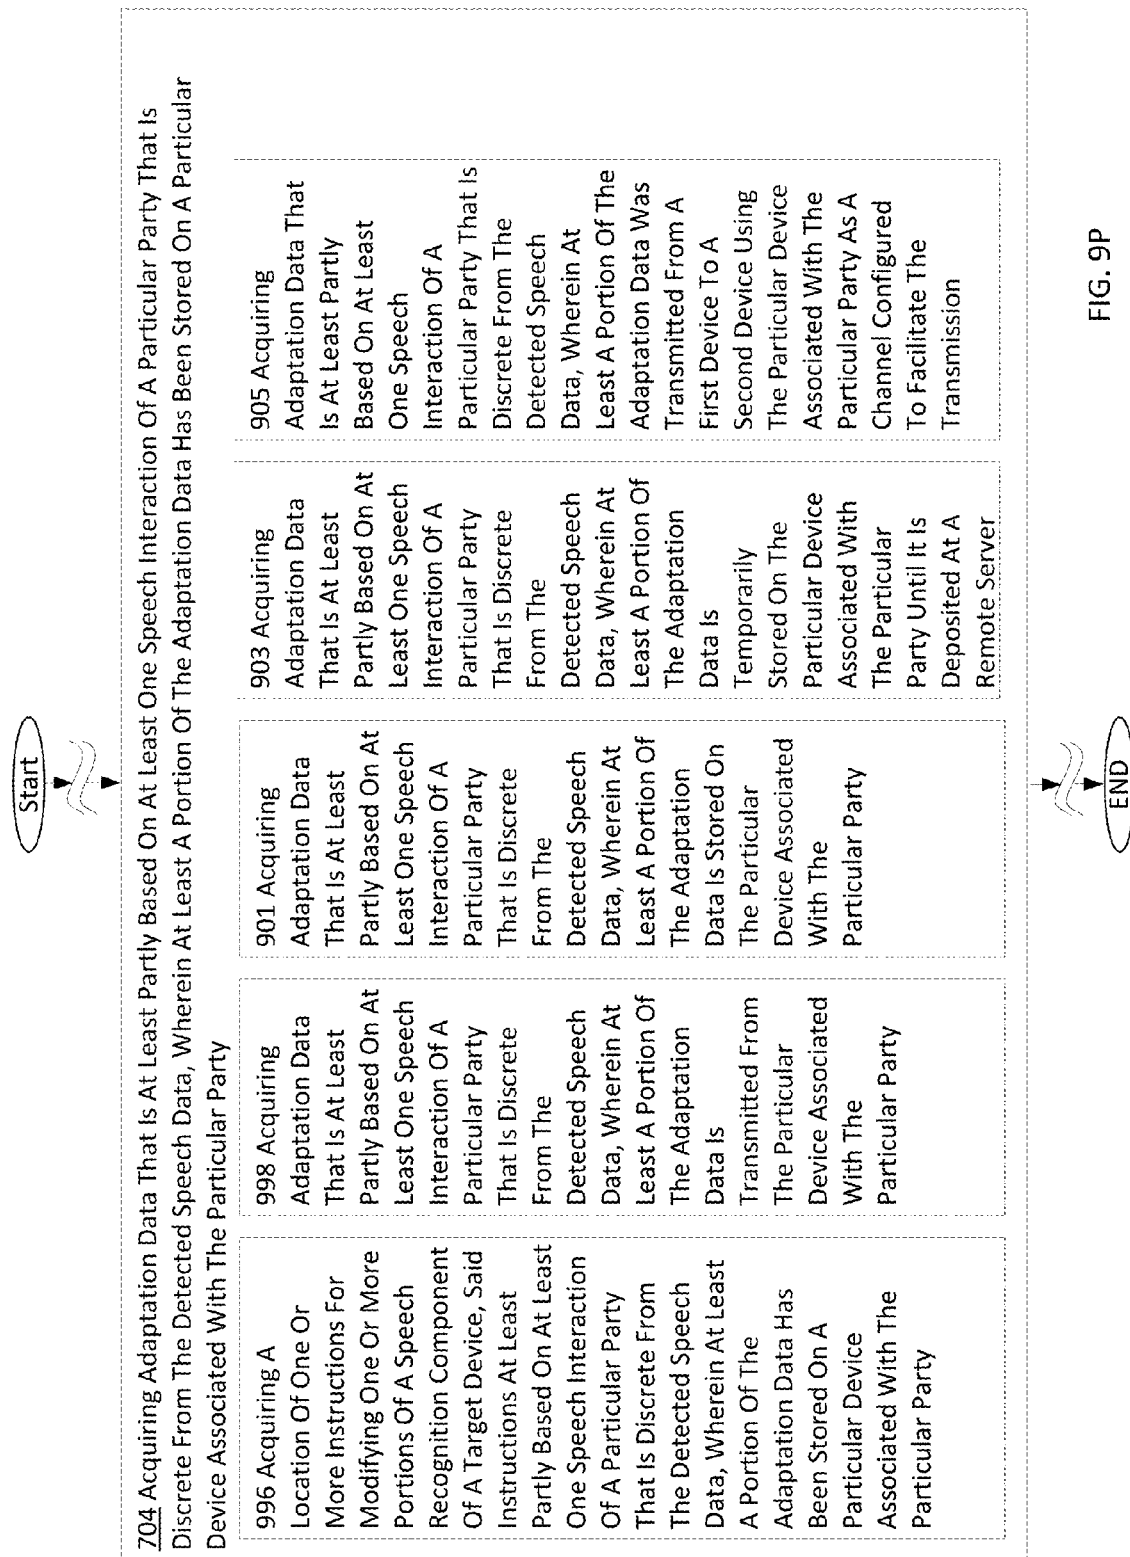 Start
704 Acquiring Adaptation Data That Is At Least Partly Based On At Least One Speech Interaction Of A Particular Party That Is
Discrete From The Detected Speech Data, Wherein At Least A Portion Of The Adaptation Data Has Been Stored On A Particular
Device Associated With The Particular Party
996 Acquiring A
Location Of One Or
More Instructions For
Modifying One Or More
Portions Of A Speech
Recognition Component
Of A Target Device, Said
Instructions At Least
Partly Based On At Least
One Speech Interaction
Of A Particular Party
That Is Discrete From
The Detected Speech
Data, Wherein At Least
A Portion Of The
Adaptation Data Has
Been Stored On A
Particular Device
Associated With The
Particular Party
998 Acquiring
Adaptation Data
That Is At Least
Partly Based On At
Least One Speech
Interaction Of A
Particular Party
That Is Discrete
From The
Detected Speech
Data, Wherein At
Least A Portion Of
The Adaptation
Data Is
Transmitted From
The Particular
Device Associated
With The
Particular Party
901 Acquiring
Adaptation Data
That Is At Least
Partly Based On At
Least One Speech
Interaction Of A
Particular Party
That Is Discrete
From The
Detected Speech
Data, Wherein At
Least A Portion Of
The Adaptation
Data Is Stored On
The Particular
Device Associated
With The
Particular Party
903 Acquiring
Adaptation Data
That Is At Least
Partly Based On At
Least One Speech
Interaction Of A
Particular Party
That Is Discrete
From The
Detected Speech
Data, Wherein At
Least A Portion Of
The Adaptation
Data Is
Temporarily
Stored On The
Particular Device
Associated With
The Particular
Party Until It Is
Deposited At A
Remote Server
905 Acquiring
Adaptation Data That
Is At Least Partly
Based On At Least
One Speech
Interaction Of A
Particular Party That Is
Discrete From The
Detected Speech
Data, Wherein At
Least A Portion Of The
Adaptation Data Was
Transmitted From A
First Device To A
Second Device Using
The Particular Device
Associated With The
Particular Party As A
Channel Configured
To Facilitate The
Transmission
END
FIG. 9P